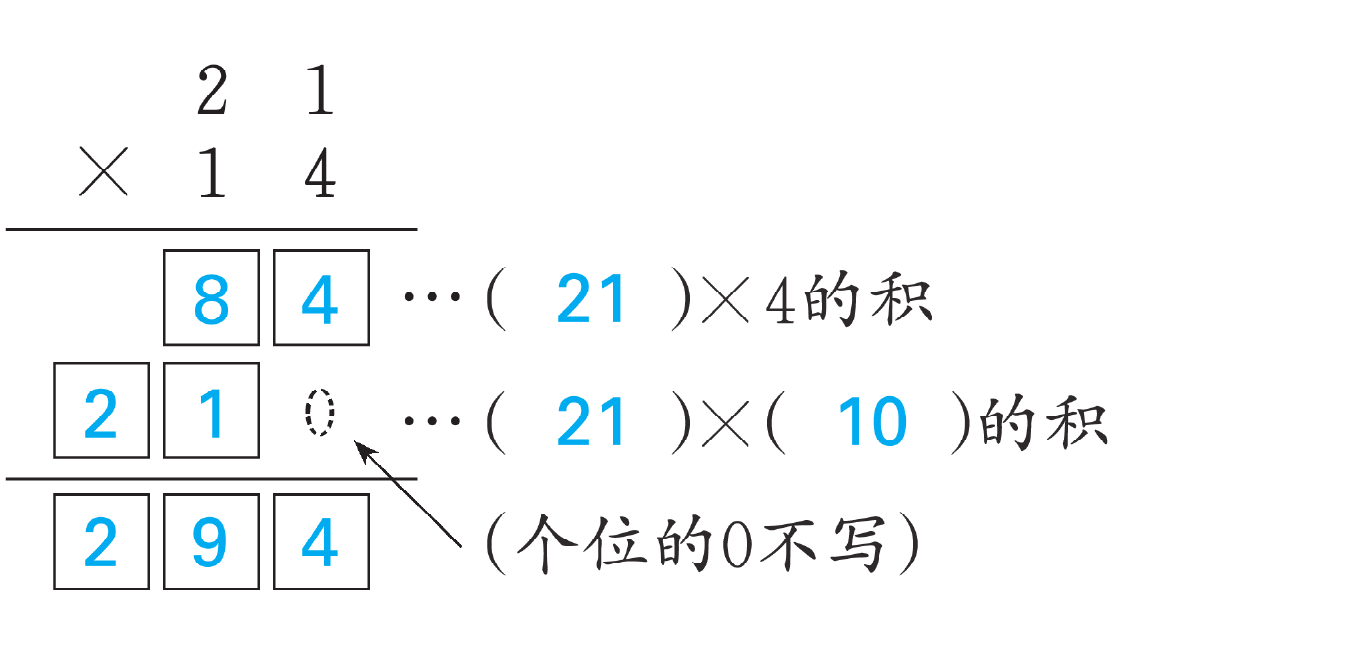 2 1
× 1 4
8 4 …( 21 )×4的积
2 1 0 …( 21 )×( 10 )的积
2 9 4 (个位的0不写)